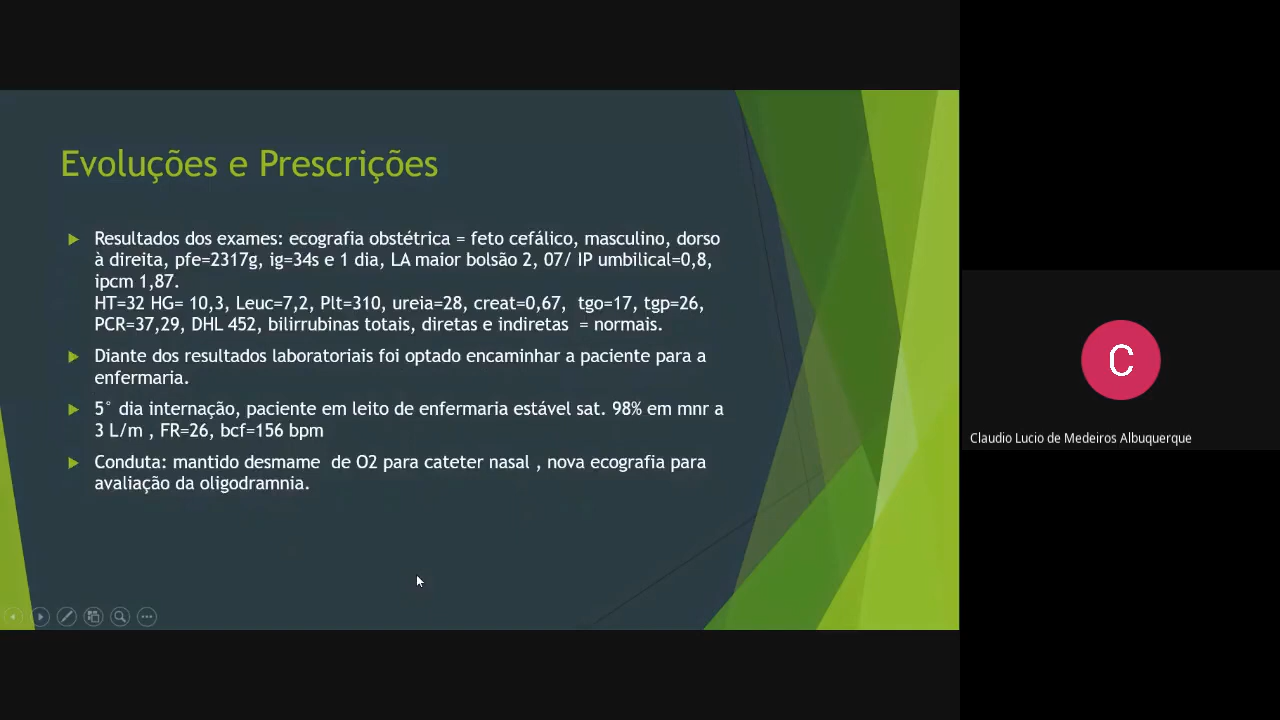 Evoluções e Prescrições
Resultados dos exames: ecografia obstétrica = feto cefálico, masculino, dorso
à direita, pfe=2317g, ig=34s e 1 dia, LA maior bolsão 2, 07/ IP umbilical=0,8,
ipcm 1,87.
HT=32 HG= 10,3, Leuc=7,2, Plt=310, ureia=28, creat=0,67, tgo=17, tgp=26,
PCR=37,29, DHL 452, bilirrubinas totais, diretas e indiretas = normais.
Diante dos resultados laboratoriais foi optado encaminhar a paciente para a
enfermaria.
5° dia internação, paciente em leito de enfermaria estável sat. 98% em mnr a
3 L/m , FR=26, bcf=156 bpm
Conduta: mantido desmame de O2 para cateter nasal , nova ecografia para
avaliação da oligodramnia.
C
Claudio Lucio de Medeiros Albuquerque